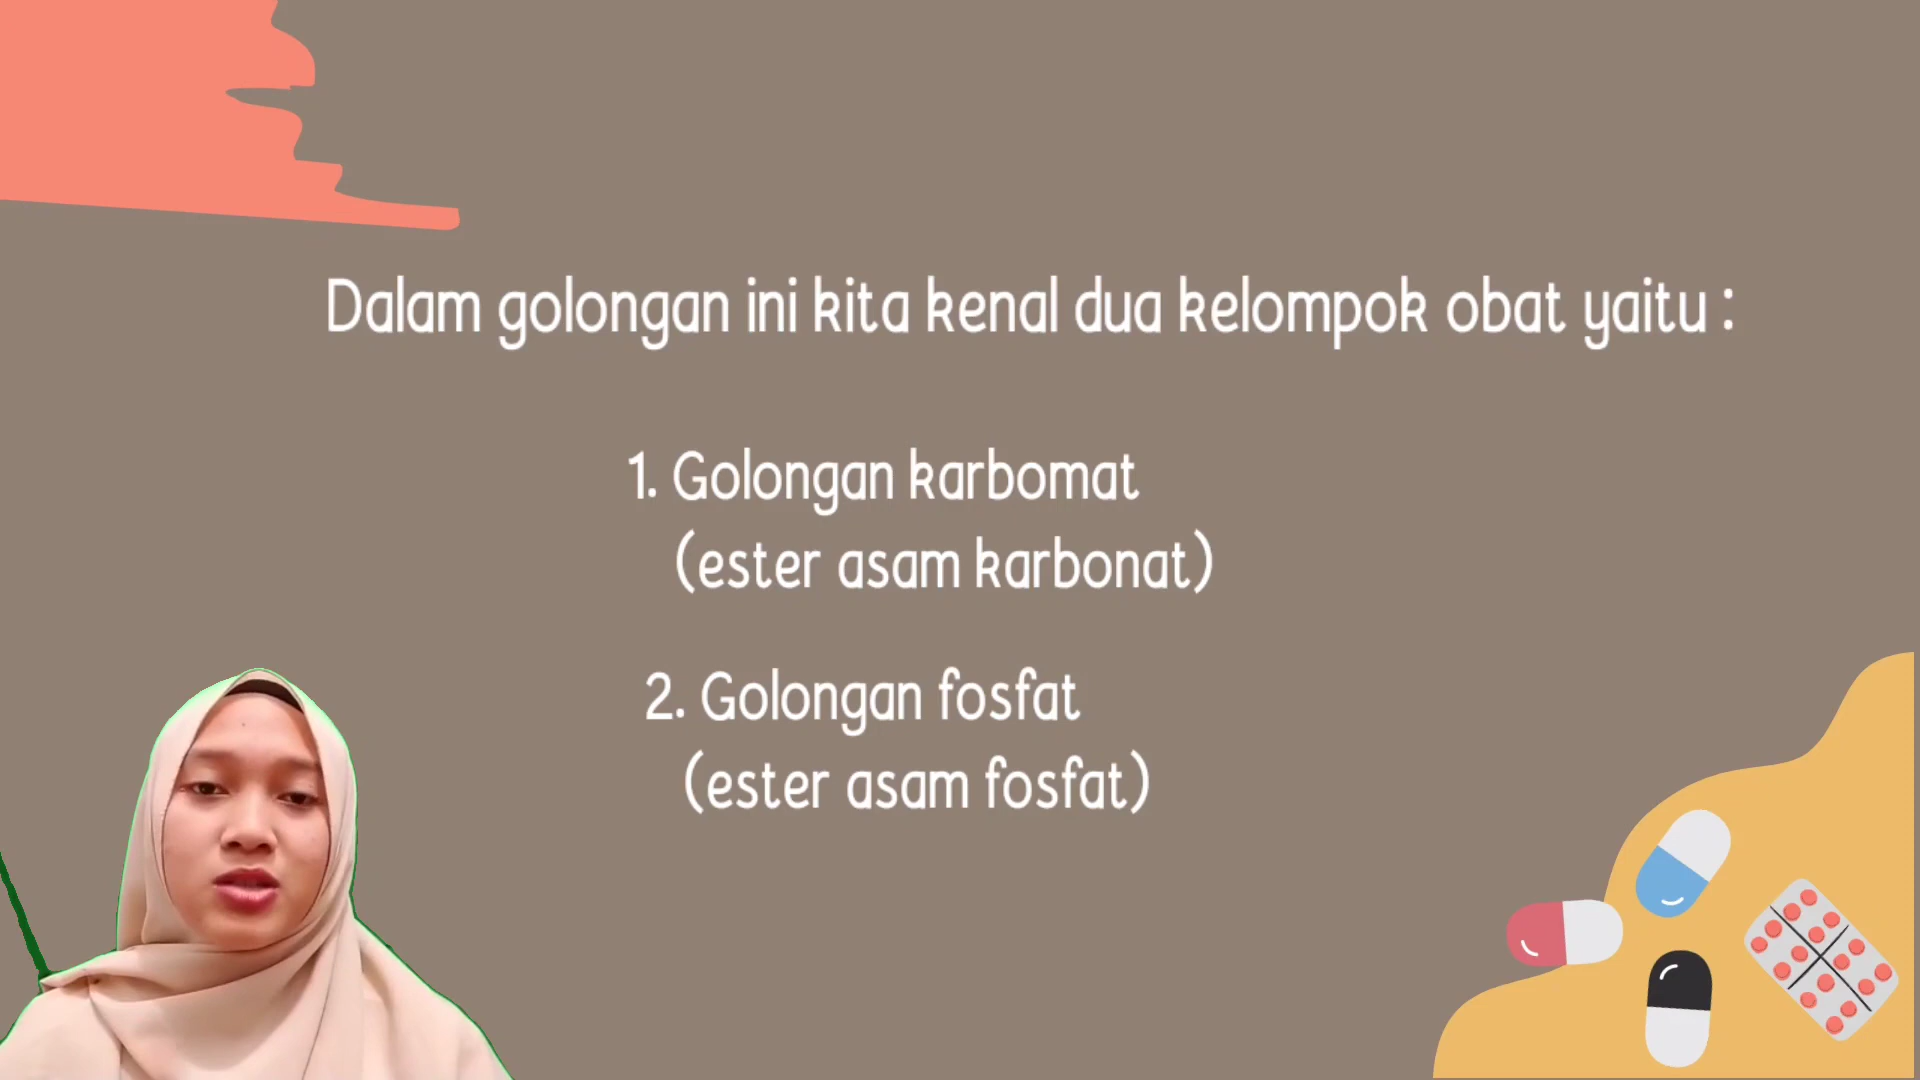 Dalam golongan ini kita kenal dua kelompok obat yaitu :
1. Golongan karbomat
(ester asam karbonat)
2. Golongan fosfat
(ester asam fosfat)